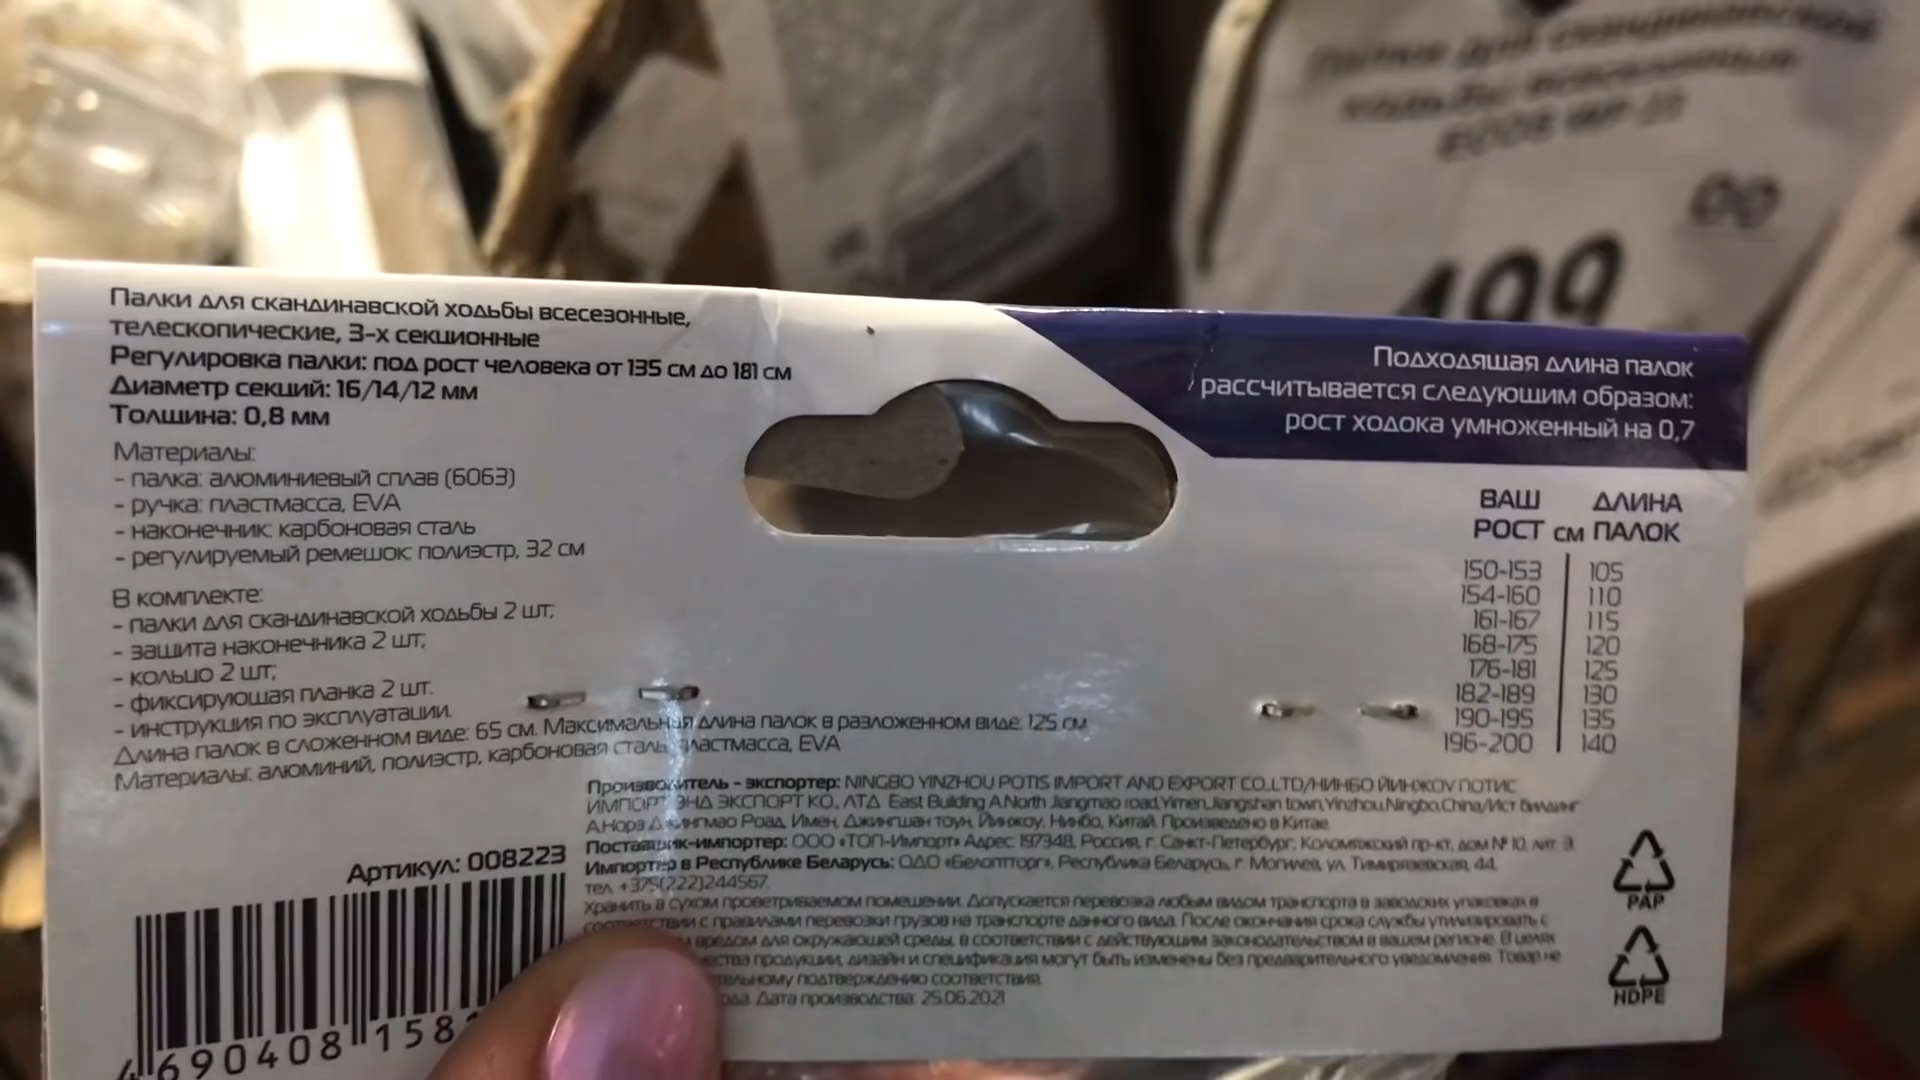 Палки для скандинавской
ходьбы всесезонные
ECOS WP-
00
499
Палки для скандинавской ходьбы всесезонные,
телескопические, 3-х секционные
Регулировка палки: под рост человека от 135 см до 181 см
Диаметр секций: 16/14/12 мм
Толщина: 0,8 мм
Материалы:
- палка: алюминиевый сплав (6063)
- ручка: пластмасса, EVA
- наконечник: карбоновая сталь
- регулируемый ремешок: полиэстр, 32 см
В комплекте:
- палки для скандинавской ходьбы 2 шт;
- защита наконечника 2 шт;
- кольцо 2 шт;
- фиксирующая планка 2 шт.
- инструкция по эксплуатации.
Длина палок в сложенном виде: 65 см. Максимальная длина палок в разложенном виде: 125 см
Материалы: алюминий, полиэстр, карбоновая сталь, пластмасса, EVA
Подходящая длина палок
рассчитывается следующим образом:
рост ходока умноженный на 0,7
ВАШ ДЛИНА
РОСТ см ПАЛОК
150-153 105
154-160 110
161-167 115
168-175 120
176-181 125
182-189 130
190-195 135
196-200 140
Производитель - экспортер: NINGBO YINZHOU POTIS IMPORT AND EXPORT CO.,LTD/НИНБО ЙИНЖОУ ПОТИС
ИМПОРТ ЭНД ЭКСПОРТ КО., ЛТД East Building A,North Jiangmao road,Yimen,Jiangshan town,Yinzhou,Ningbo,China/Ист Билдинг
А,Норз Джингмао Роад, Имен, Джингшан тоун, Йинжоу, Нинбо, Китай. Произведено в Китае.
Поставщик-импортер: ООО «ТОП-Импорт» Адрес: 197348, Россия, г. Санкт-Петербург, Коломяжский пр-кт, дом № 10, лит. Э.
Импортер в Республике Беларусь: ОДО «Белоптторг», Республика Беларусь, г. Могилев, ул. Тимирязевская, 44,
тел. +375(222)244567.
Хранить в сухом проветриваемом помещении. Допускается перевозка любым видом транспорта в заводских упаковках в
соответствии с правилами перевозки грузов на транспорте данного вида. После окончания срока службы утилизировать с
вредом для окружающей среды, в соответствии с действующим законодательством в вашем регионе. В целях
продукции, дизайн и спецификация могут быть изменены без предварительного уведомления. Товар не
подтверждению соответствия.
Дата производства: 25.06.2021
Артикул: 008223
4 690408 158
PAP
HDPE